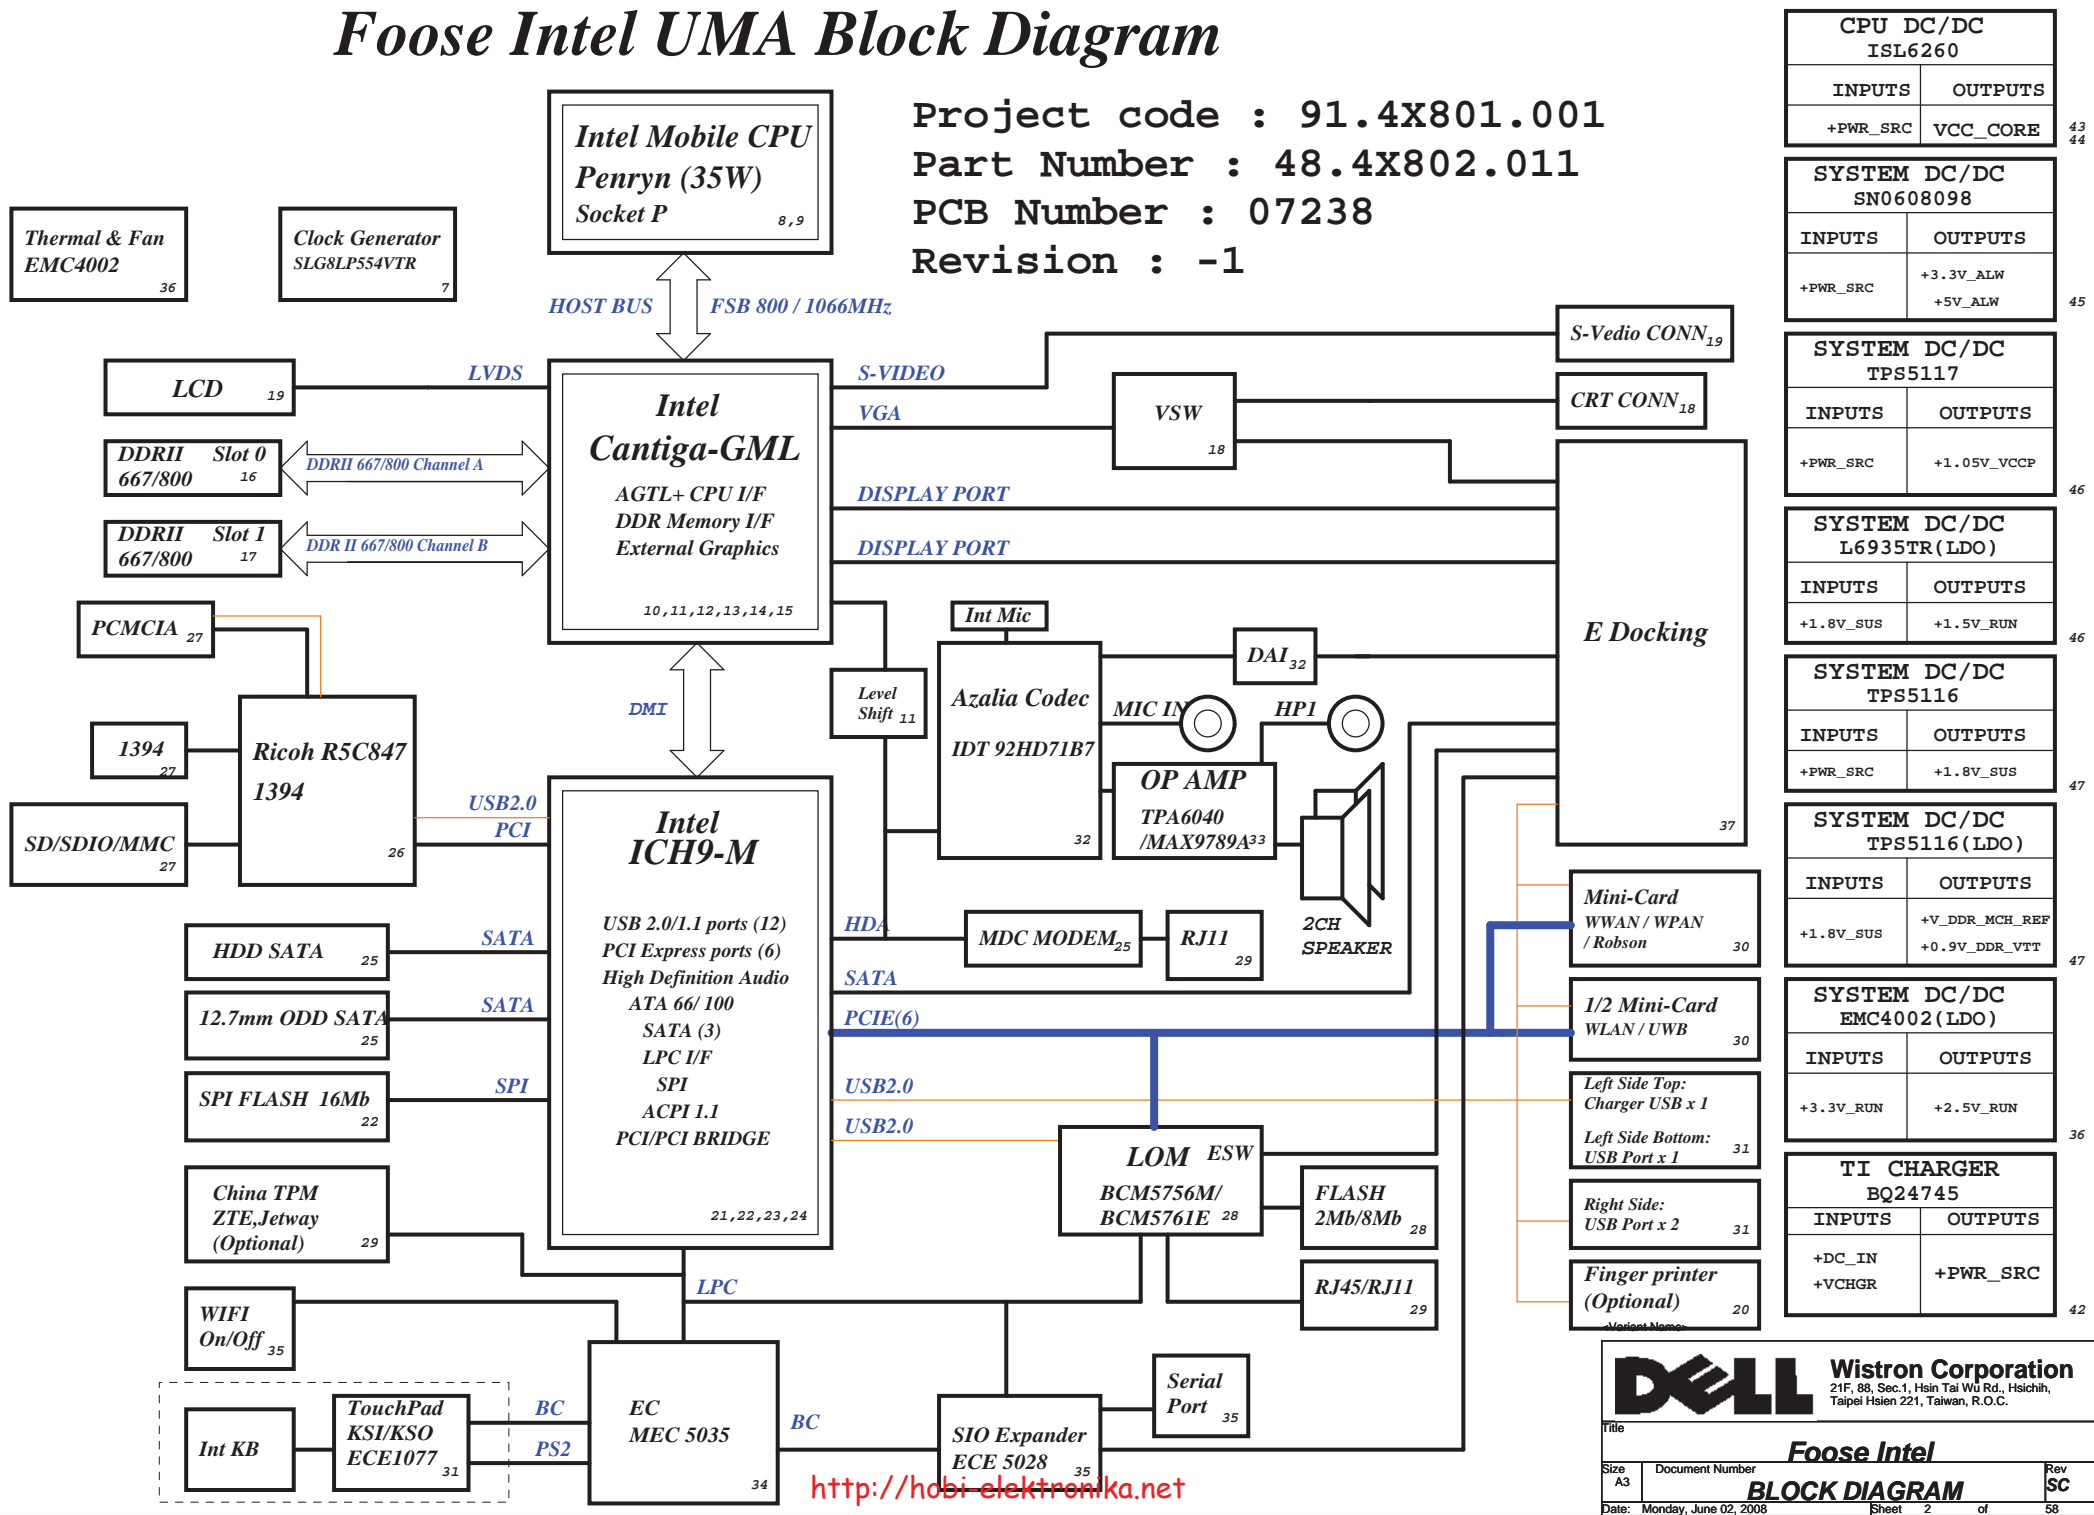 Foose Intel UMA Block Diagram
Project code : 91.4X801.001
Part Number : 48.4X802.011
PCB Number : 07238
Revision : -1
Intel Mobile CPU
Penryn (35W)
Socket P
8,9
Thermal & Fan
EMC4002
36
Clock Generator
SLG8LP554VTR
7
HOST BUS
FSB 800 / 1066MHz
LCD
19
LVDS
DDRII Slot 0
667/800 16
DDRII 667/800 Channel A
DDRII Slot 1
667/800 17
DDR II 667/800 Channel B
Intel
Cantiga-GML
AGTL+ CPU I/F
DDR Memory I/F
External Graphics
10,11,12,13,14,15
S-VIDEO
VGA
DISPLAY PORT
DISPLAY PORT
VSW
18
S-Vedio CONN
19
CRT CONN
18
E Docking
37
PCMCIA
27
1394
27
SD/SDIO/MMC
27
Ricoh R5C847
1394
26
USB2.0
PCI
DMI
Level
Shift 11
Int Mic
Azalia Codec
IDT 92HD71B7
32
DAI
32
MIC IN
HP1
OP AMP
TPA6040
/MAX9789A
33
2CH
SPEAKER
Intel
ICH9-M
USB 2.0/1.1 ports (12)
PCI Express ports (6)
High Definition Audio
ATA 66/ 100
SATA (3)
LPC I/F
SPI
ACPI 1.1
PCI/PCI BRIDGE
21,22,23,24
HDD SATA
25
SATA
12.7mm ODD SATA
25
SATA
SPI FLASH 16Mb
22
SPI
China TPM
ZTE,Jetway
(Optional)
29
WIFI
On/Off
35
HDA
MDC MODEM
25
RJ11
29
SATA
PCIE(6)
USB2.0
USB2.0
LOM ESW
BCM5756M/
BCM5761E 28
FLASH
2Mb/8Mb
28
RJ45/RJ11
29
Mini-Card
WWAN / WPAN
/ Robson
30
1/2 Mini-Card
WLAN / UWB
30
Left Side Top:
Charger USB x 1
Left Side Bottom:
USB Port x 1
31
Right Side:
USB Port x 2
31
Finger printer
(Optional)
20
<Variant Name>
LPC
Int KB
TouchPad
KSI/KSO
ECE1077
31
BC
PS2
EC
MEC 5035
34
BC
SIO Expander
ECE 5028
35
Serial
Port
35
http://hobi-elektronika.net
CPU DC/DC
ISL6260
INPUTS OUTPUTS
+PWR_SRC VCC_CORE
43
44
SYSTEM DC/DC
SN0608098
INPUTS OUTPUTS
+PWR_SRC
+3.3V_ALW
+5V_ALW
45
SYSTEM DC/DC
TPS5117
INPUTS OUTPUTS
+PWR_SRC +1.05V_VCCP
46
SYSTEM DC/DC
L6935TR(LDO)
INPUTS OUTPUTS
+1.8V_SUS +1.5V_RUN
46
SYSTEM DC/DC
TPS5116
INPUTS OUTPUTS
+PWR_SRC +1.8V_SUS
47
SYSTEM DC/DC
TPS5116(LDO)
INPUTS OUTPUTS
+1.8V_SUS
+V_DDR_MCH_REF
+0.9V_DDR_VTT
47
SYSTEM DC/DC
EMC4002(LDO)
INPUTS OUTPUTS
+3.3V_RUN +2.5V_RUN
36
TI CHARGER
BQ24745
INPUTS OUTPUTS
+DC_IN
+VCHGR
+PWR_SRC
42
DELL
Wistron Corporation
21F, 88, Sec.1, Hsin Tai Wu Rd., Hsichih,
Taipei Hsien 221, Taiwan, R.O.C.
Title
Foose Intel
Size
A3
Document Number
BLOCK DIAGRAM
Rev
SC
Date: Monday, June 02, 2008 Sheet 2 of 58